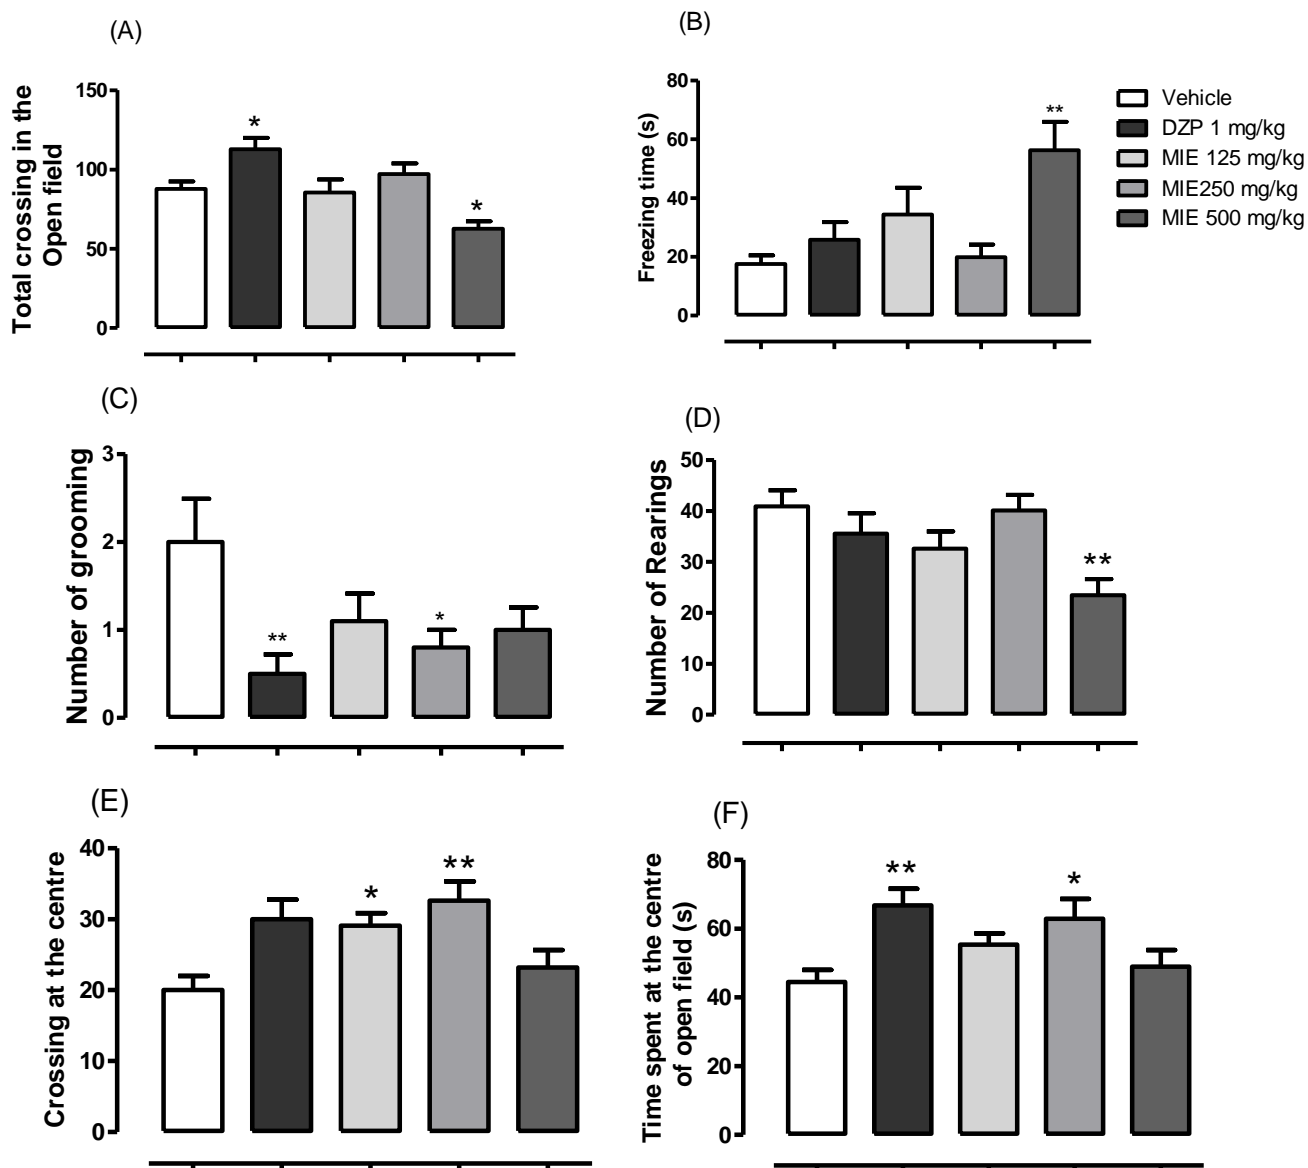 (A)
Total crossing in the
Open field
150
100
50
0
*
*
(B)
Freezing time (s)
80
60
40
20
0
**
Vehicle
DZP 1 mg/kg
MIE 125 mg/kg
MIE250 mg/kg
MIE 500 mg/kg
(C)
Number of grooming
3
2
1
0
**
*
(D)
Number of Rearings
50
40
30
20
10
0
**
(E)
Crossing at the centre
40
30
20
10
0
*
**
(F)
Time spent at the centre
of open field (s)
80
60
40
20
0
**
*